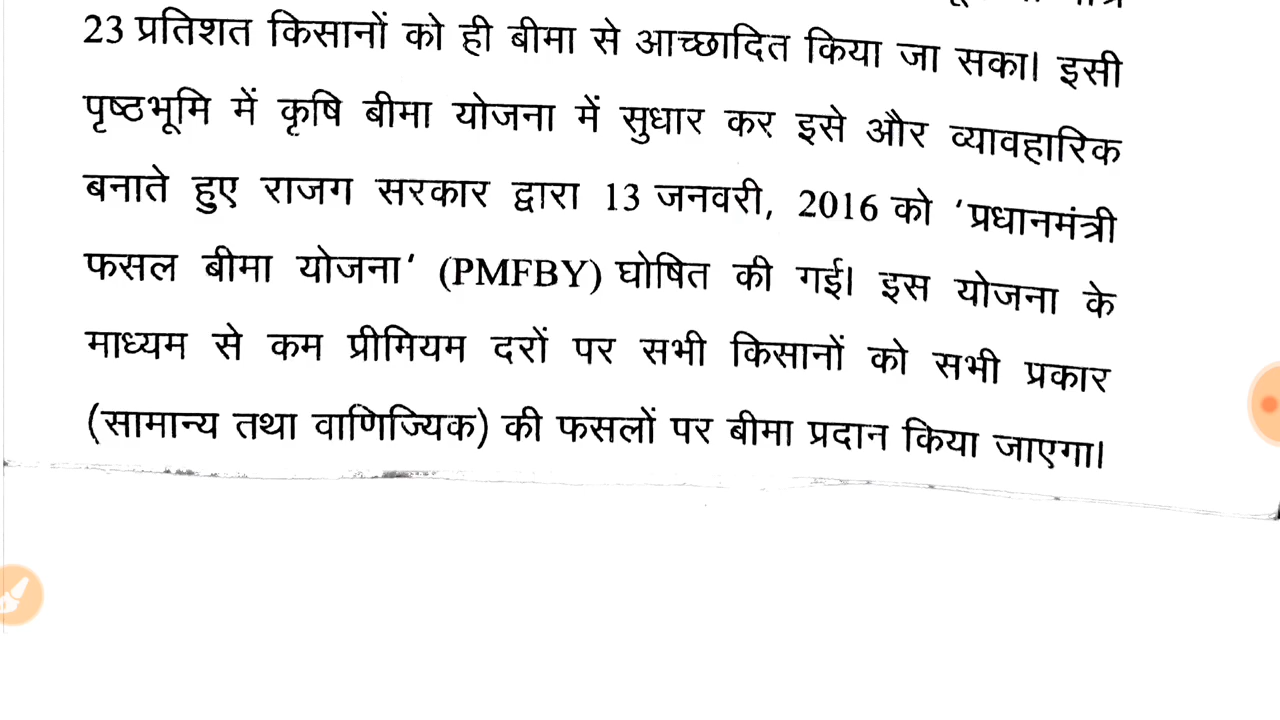 23 प्रतिशत किसानों को ही बीमा से आच्छादित किया जा सका। इसी
पृष्ठभूमि में कृषि बीमा योजना में सुधार कर इसे और व्यावहारिक
बनाते हुए राजग सरकार द्वारा 13 जनवरी, 2016 को 'प्रधानमंत्री
फसल बीमा योजना' (PMFBY) घोषित की गई। इस योजना के
माध्यम से कम प्रीमियम दरों पर सभी किसानों को सभी प्रकार
(सामान्य तथा वाणिज्यिक) की फसलों पर बीमा प्रदान किया जाएगा।